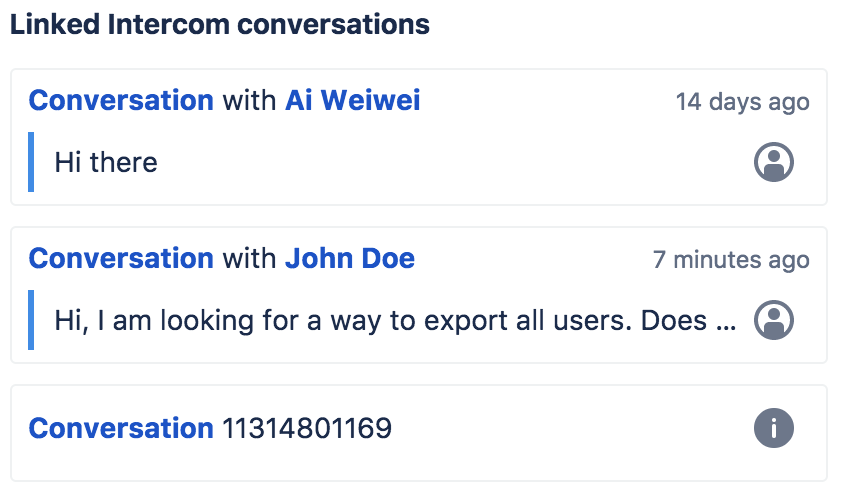 Linked Intercom conversations
Conversation with Ai Weiwei 14 days ago
Hi there
Conversation with John Doe 7 minutes ago
Hi, I am looking for a way to export all users. Does ...
Conversation 11314801169